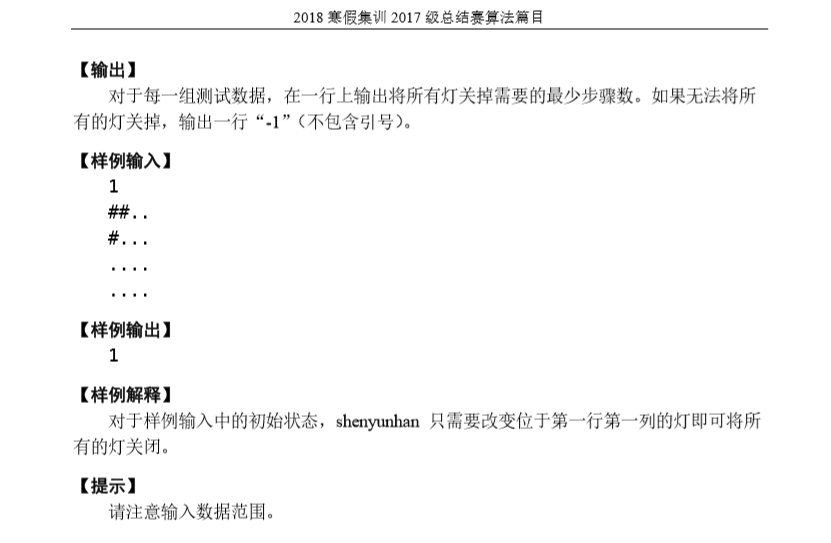 2018 寒假集训 2017 级总结赛算法篇目
【输出】
对于每一组测试数据，在一行上输出将所有灯关掉需要的最少步骤数。如果无法将所
有的灯关掉，输出一行“-1”（不包含引号）。
【样例输入】
1
##..
#...
....
....
【样例输出】
1
【样例解释】
对于样例输入中的初始状态，shenyunhan 只需要改变位于第一行第一列的灯即可将所
有的灯关闭。
【提示】
请注意输入数据范围。